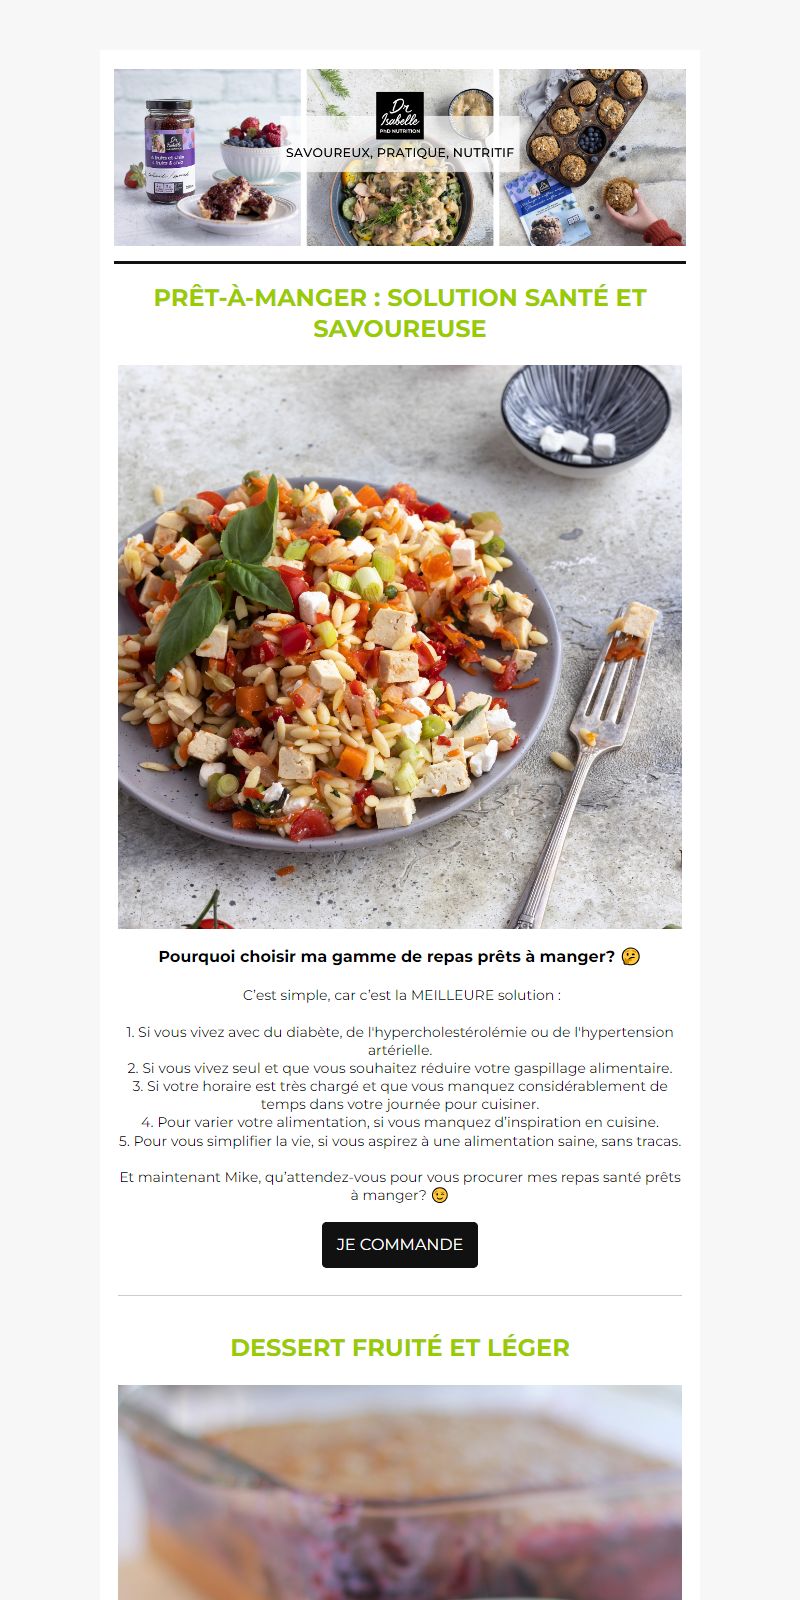 Dr
Isabelle
PhD NUTRITION
SAVOUREUX, PRATIQUE, NUTRITIF
Dr
Isabelle
PRÊT-À-MANGER : SOLUTION SANTÉ ET
SAVOUREUSE
Pourquoi choisir ma gamme de repas prêts à manger? 🤔
C’est simple, car c’est la MEILLEURE solution :
1. Si vous vivez avec du diabète, de l'hypercholestérolémie ou de l'hypertension
artérielle.
2. Si vous vivez seul et que vous souhaitez réduire votre gaspillage alimentaire.
3. Si votre horaire est très chargé et que vous manquez considérablement de
temps dans votre journée pour cuisiner.
4. Pour varier votre alimentation, si vous manquez d’inspiration en cuisine.
5. Pour vous simplifier la vie, si vous aspirez à une alimentation saine, sans tracas.
Et maintenant Mike, qu’attendez-vous pour vous procurer mes repas santé prêts
à manger? 😉
JE COMMANDE
DESSERT FRUITÉ ET LÉGER